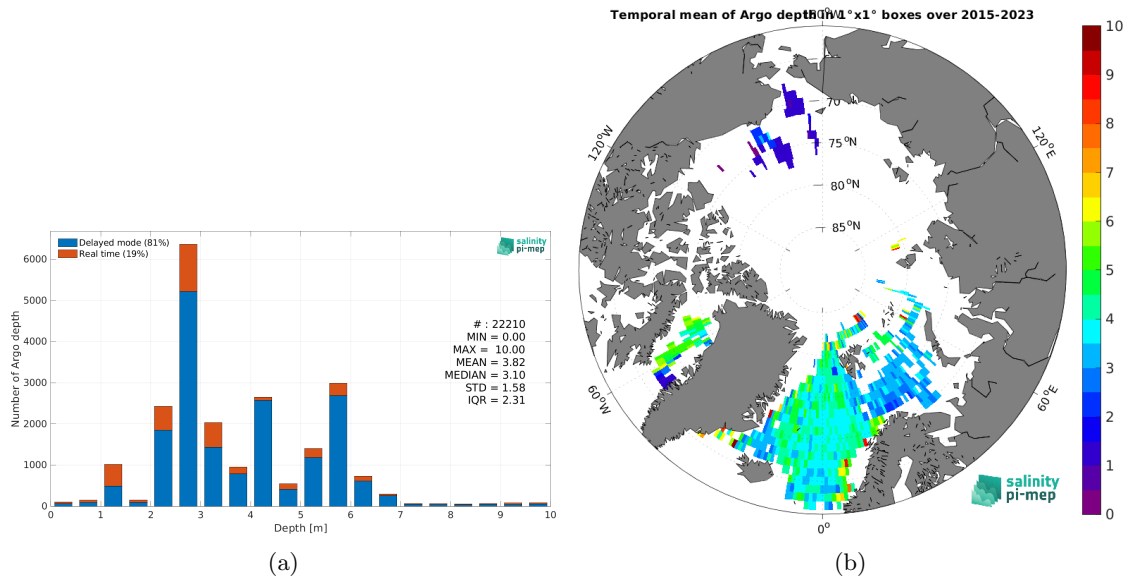 Delayed mode (81%)
Real time (19%)
salinity
pi-mep
# : 22210
MIN = 0.00
MAX = 10.00
MEAN = 3.82
MEDIAN = 3.10
STD = 1.58
IQR = 2.31
Number of Argo depth
6000
5000
4000
3000
2000
1000
0
0 1 2 3 4 5 6 7 8 9 10
Depth [m]
(a)
Temporal mean of Argo depth in 1°x1° boxes over 2015-2023
180°W
120°W
120°E
60°W
60°E
0°
70°N
75°N
80°N
85°N
salinity
pi-mep
10
9
8
7
6
5
4
3
2
1
0
(b)